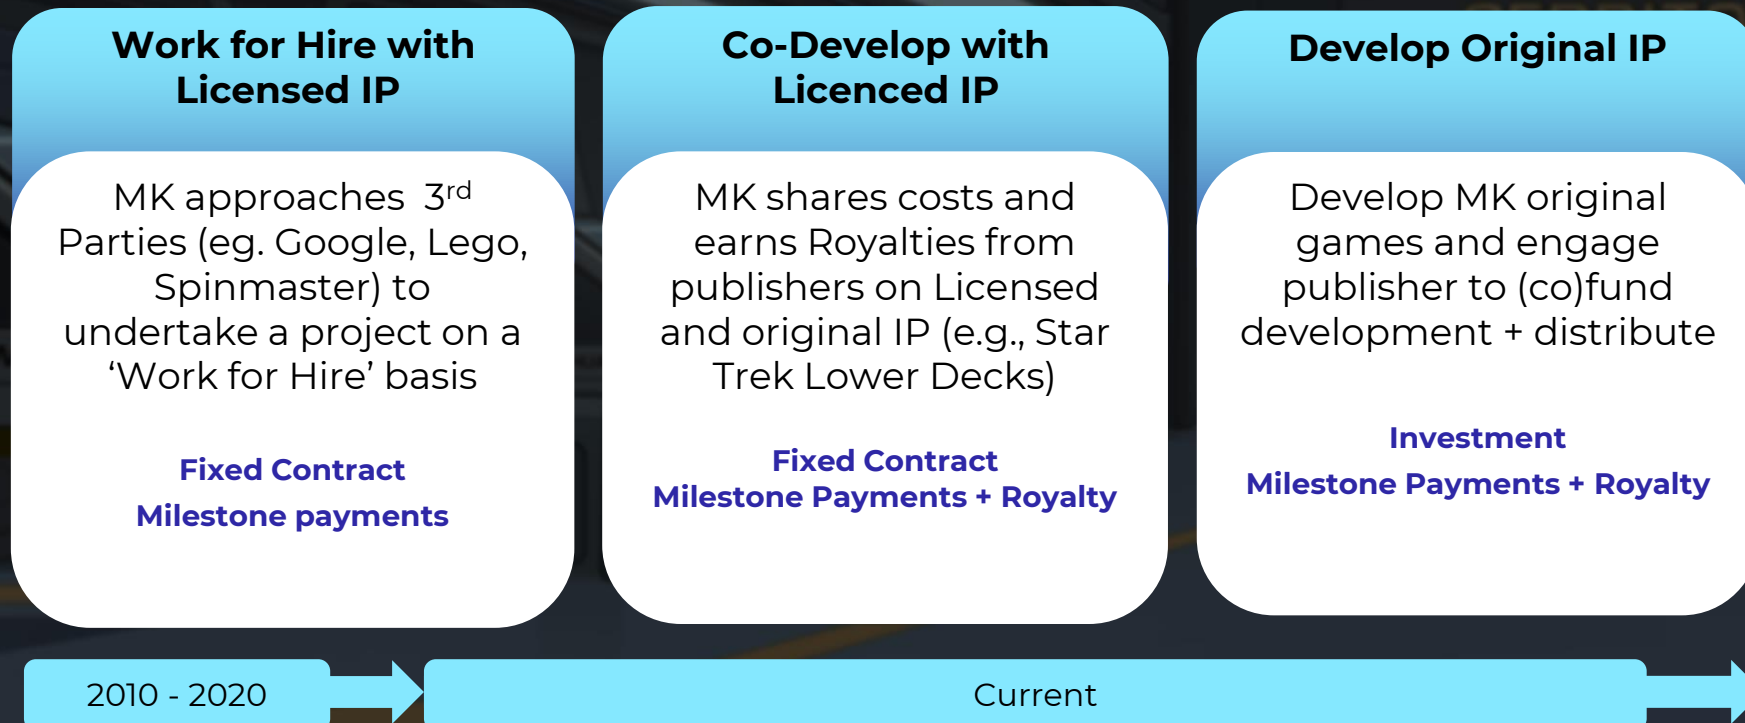 Work for Hire with
Licensed IP
MK approaches 3rd
Parties (eg. Google, Lego,
Spinmaster) to
undertake a project on a
‘Work for Hire’ basis
Fixed Contract
Milestone payments
Co-Develop with
Licenced IP
MK shares costs and
earns Royalties from
publishers on Licensed
and original IP (e.g., Star
Trek Lower Decks)
Fixed Contract
Milestone Payments + Royalty
Develop Original IP
Develop MK original
games and engage
publisher to (co)fund
development + distribute
Investment
Milestone Payments + Royalty
2010 - 2020
Current